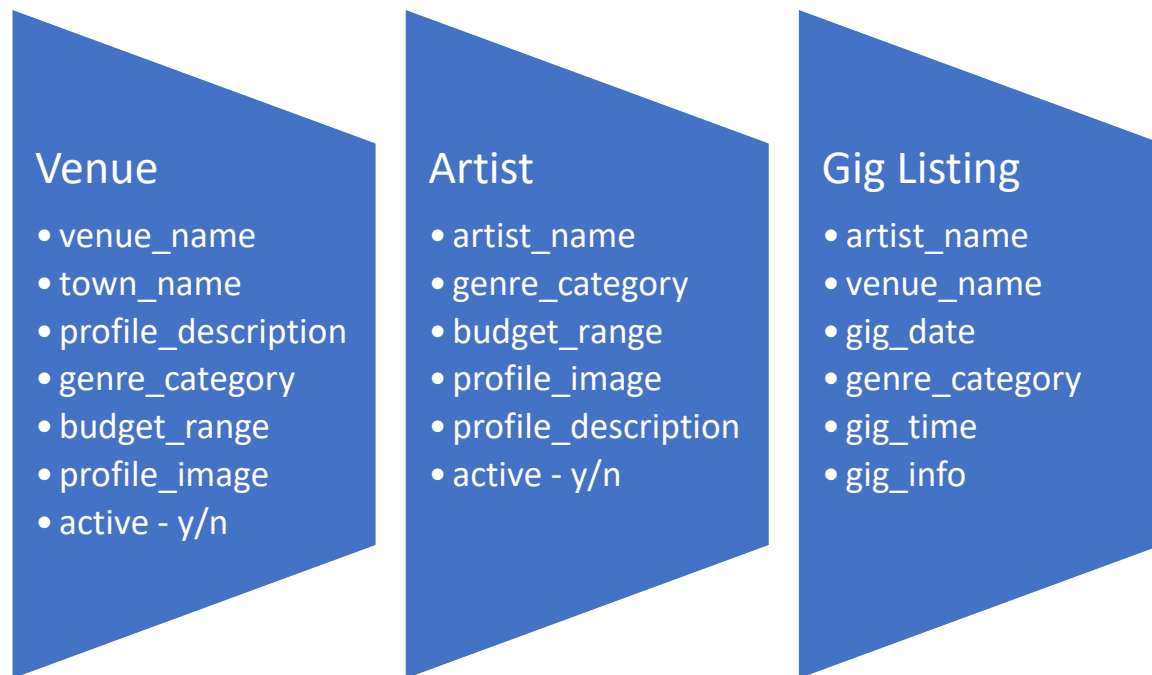 Venue
• venue_name
• town_name
• profile_description
• genre_category
• budget_range
• profile_image
• active - y/n
Artist
• artist_name
• genre_category
• budget_range
• profile_image
• profile_description
• active - y/n
Gig Listing
• artist_name
• venue_name
• gig_date
• genre_category
• gig_time
• gig_info